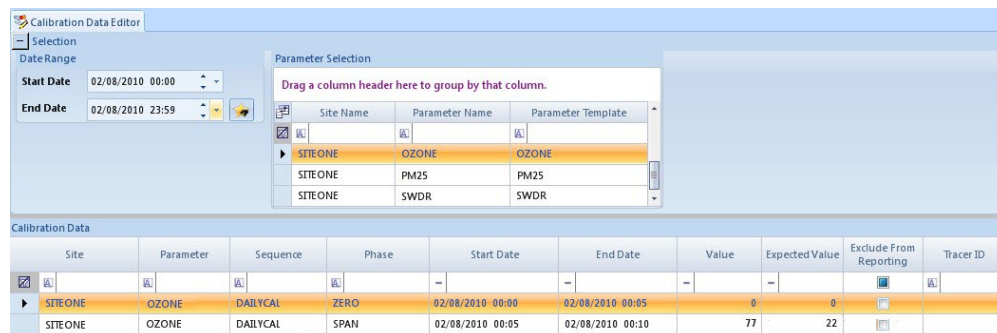 Calibration Data Editor
Selection
Date Range
Start Date 02/08/2010 00:00
End Date 02/08/2010 23:59
Parameter Selection
Drag a column header here to group by that column.
Site Name Parameter Name Parameter Template
SITEONE OZONE OZONE
SITEONE PM25 PM25
SITEONE SWDR SWDR
Calibration Data
Site Parameter Sequence Phase Start Date End Date Value Expected Value Exclude From Reporting Tracer ID
SITEONE OZONE DAILYCAL ZERO 02/08/2010 00:00 02/08/2010 00:05 0 0
SITEONE OZONE DAILYCAL SPAN 02/08/2010 00:05 02/08/2010 00:10 77 22